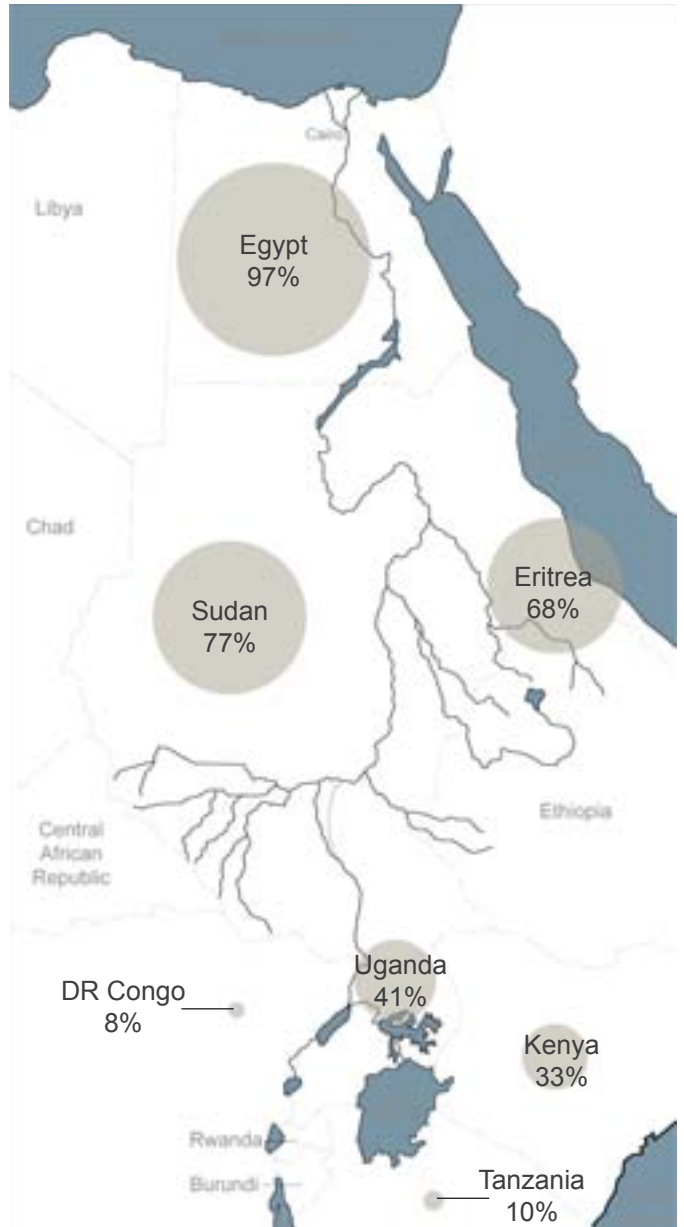 Cairo
Libya
Egypt
97%
Chad
Eritrea
68%
Sudan
77%
Ethiopia
Central
African
Republic
Uganda
41%
DR Congo
8%
Kenya
33%
Rwanda
Burundi
Tanzania
10%